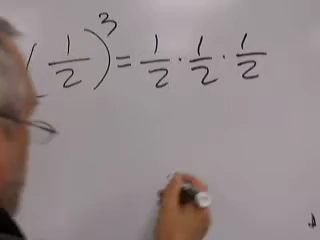 (1/2)³ = 1/2 · 1/2 · 1/2